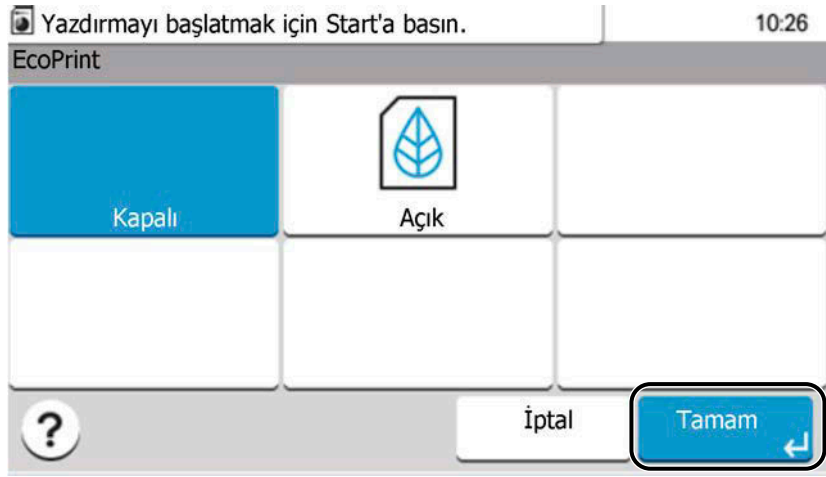 Yazdırmayı başlatmak için Start'a basın.
10:26
EcoPrint
Kapalı
Açık
?
İptal
Tamam